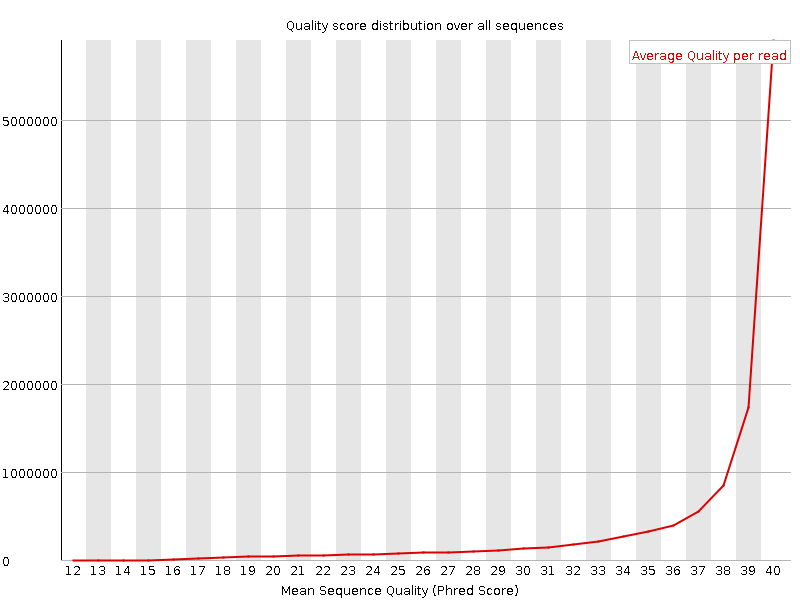 Quality score distribution over all sequences
Average Quality per read
5000000
4000000
3000000
2000000
1000000
0
12 13 14 15 16 17 18 19 20 21 22 23 24 25 26 27 28 29 30 31 32 33 34 35 36 37 38 39 40
Mean Sequence Quality (Phred Score)